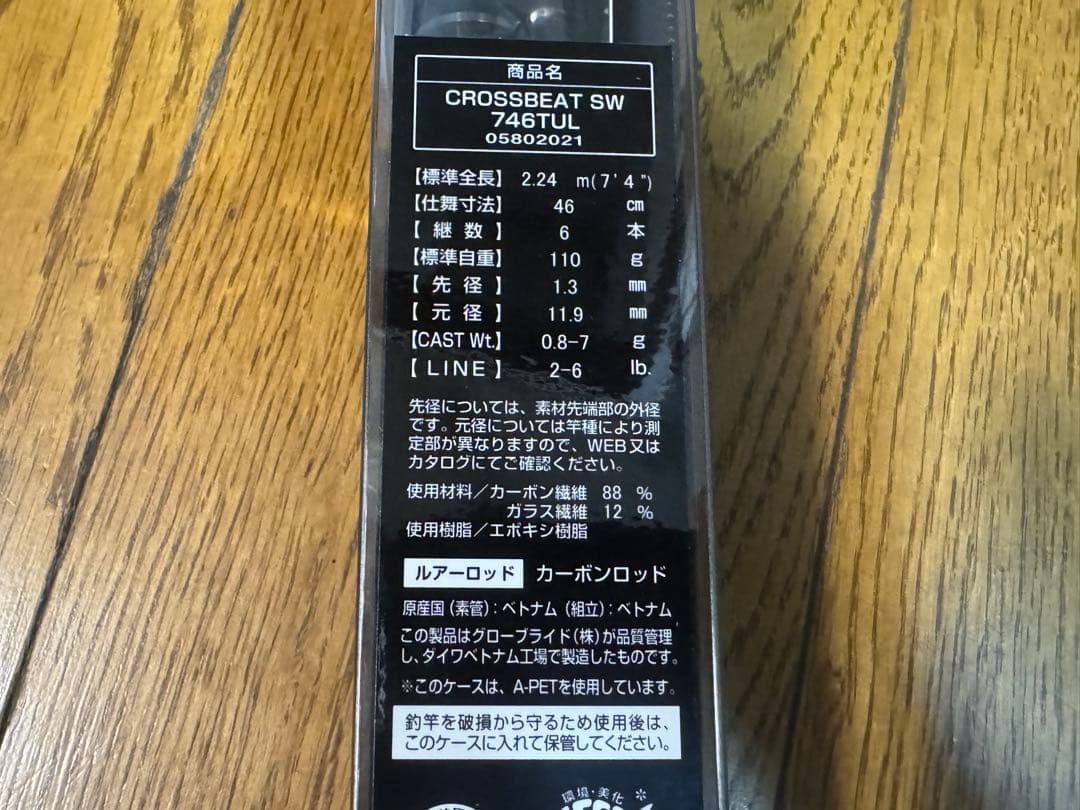 商品名
CROSSBEAT SW
746TUL
05802021
【標準全長】 2.24 m(7'4")
【仕舞寸法】 46 cm
【 継 数 】 6 本
【標準自重】 110 g
【 先 径 】 1.3 mm
【 元 径 】 11.9 mm
【CAST Wt.】 0.8-7 g
【 LINE 】 2-6 lb.
先径については、素材先端部の外径
です。元径については竿種により測
定部が異なりますので、WEB又は
カタログにてご確認ください。
使用材料／カーボン繊維 88 %
ガラス繊維 12 %
使用樹脂／エポキシ樹脂
ルアーロッド カーボンロッド
原産国(素管):ベトナム(組立):ベトナム
この製品はグローブライド(株)が品質管理
し、ダイワベトナム工場で製造したものです。
※このケースは、A-PETを使用しています。
釣竿を破損から守るため使用後は、
このケースに入れて保管してください。
環境・美化